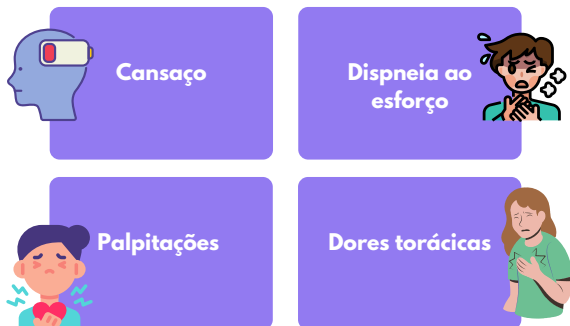 Cansaço
Dispneia ao
esforço
Palpitações
Dores torácicas